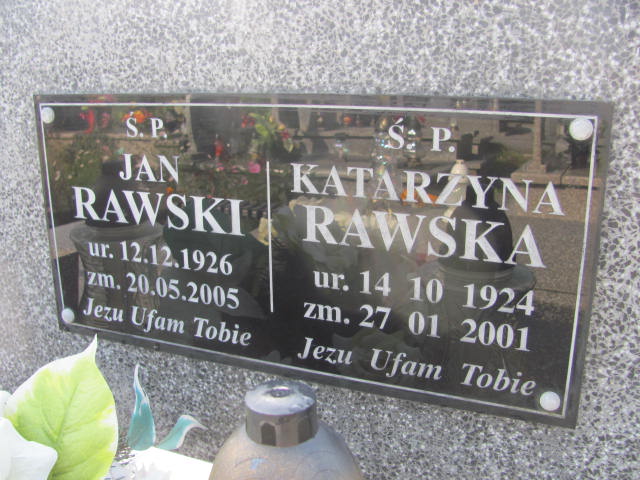 Ś. P.
JAN
RAWSKI
ur. 12.12.1926
zm. 20.05.2005
Jezu Ufam Tobie
Ś. P.
KATARZYNA
RAWSKA
ur. 14 10 1924
zm. 27 01 2001
Jezu Ufam Tobie